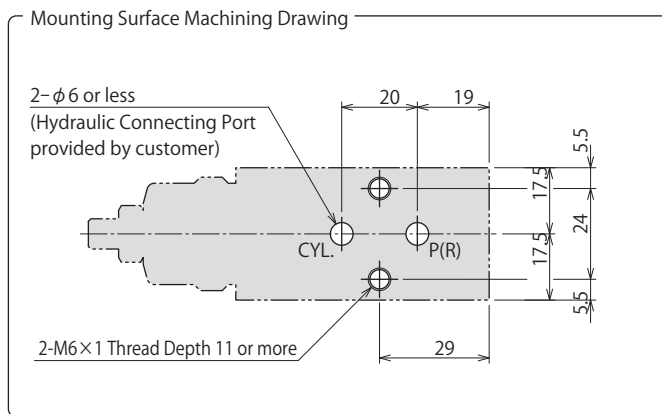 Mounting Surface Machining Drawing
2-φ6 or less
(Hydraulic Connecting Port
provided by customer)
20
19
5.5
17.5
24
17.5
5.5
CYL.
P(R)
2-M6×1 Thread Depth 11 or more
29